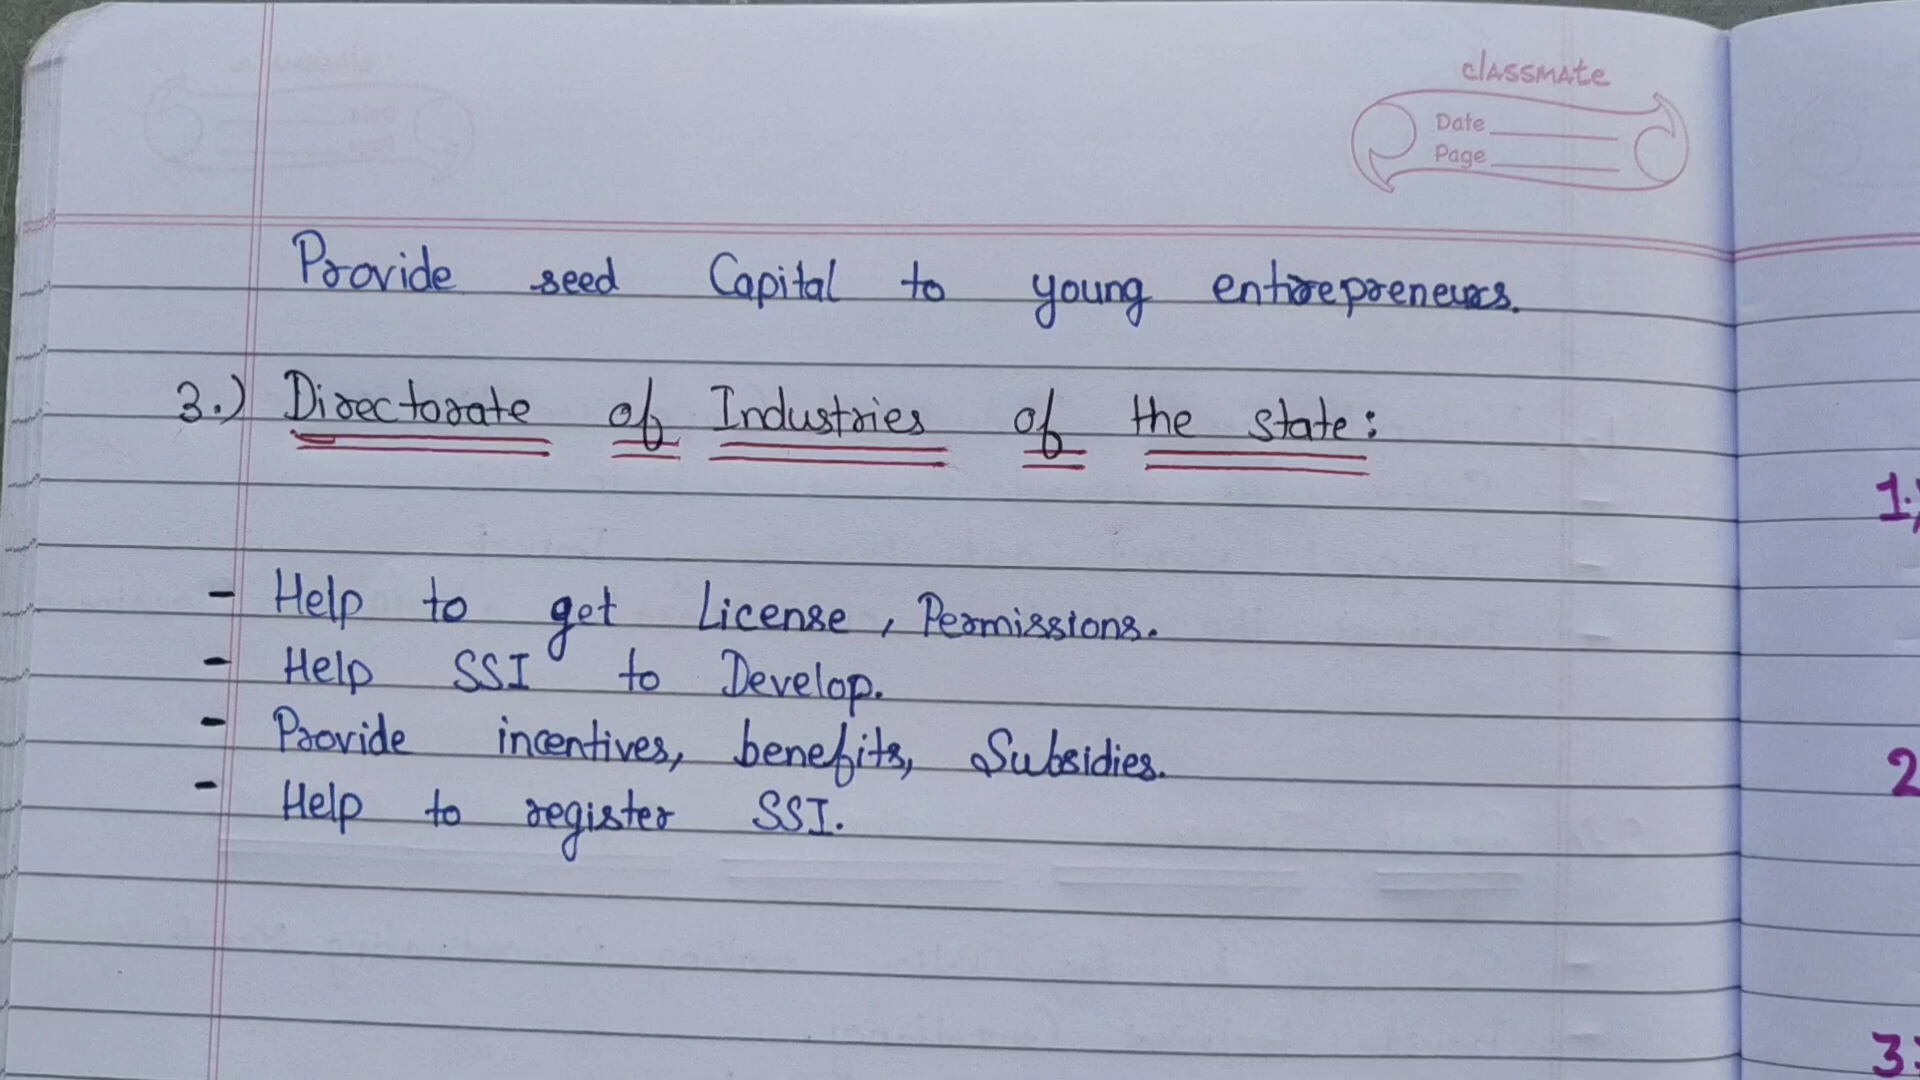 classmate
Date
Page
Provide seed Capital to young entrepreneurs.
3.) Directorate of Industries of the state:
- Help to get License, Permissions.
- Help SSI to Develop.
- Provide incentives, benefits, Subsidies.
- Help to register SSI.
1.)
2
3